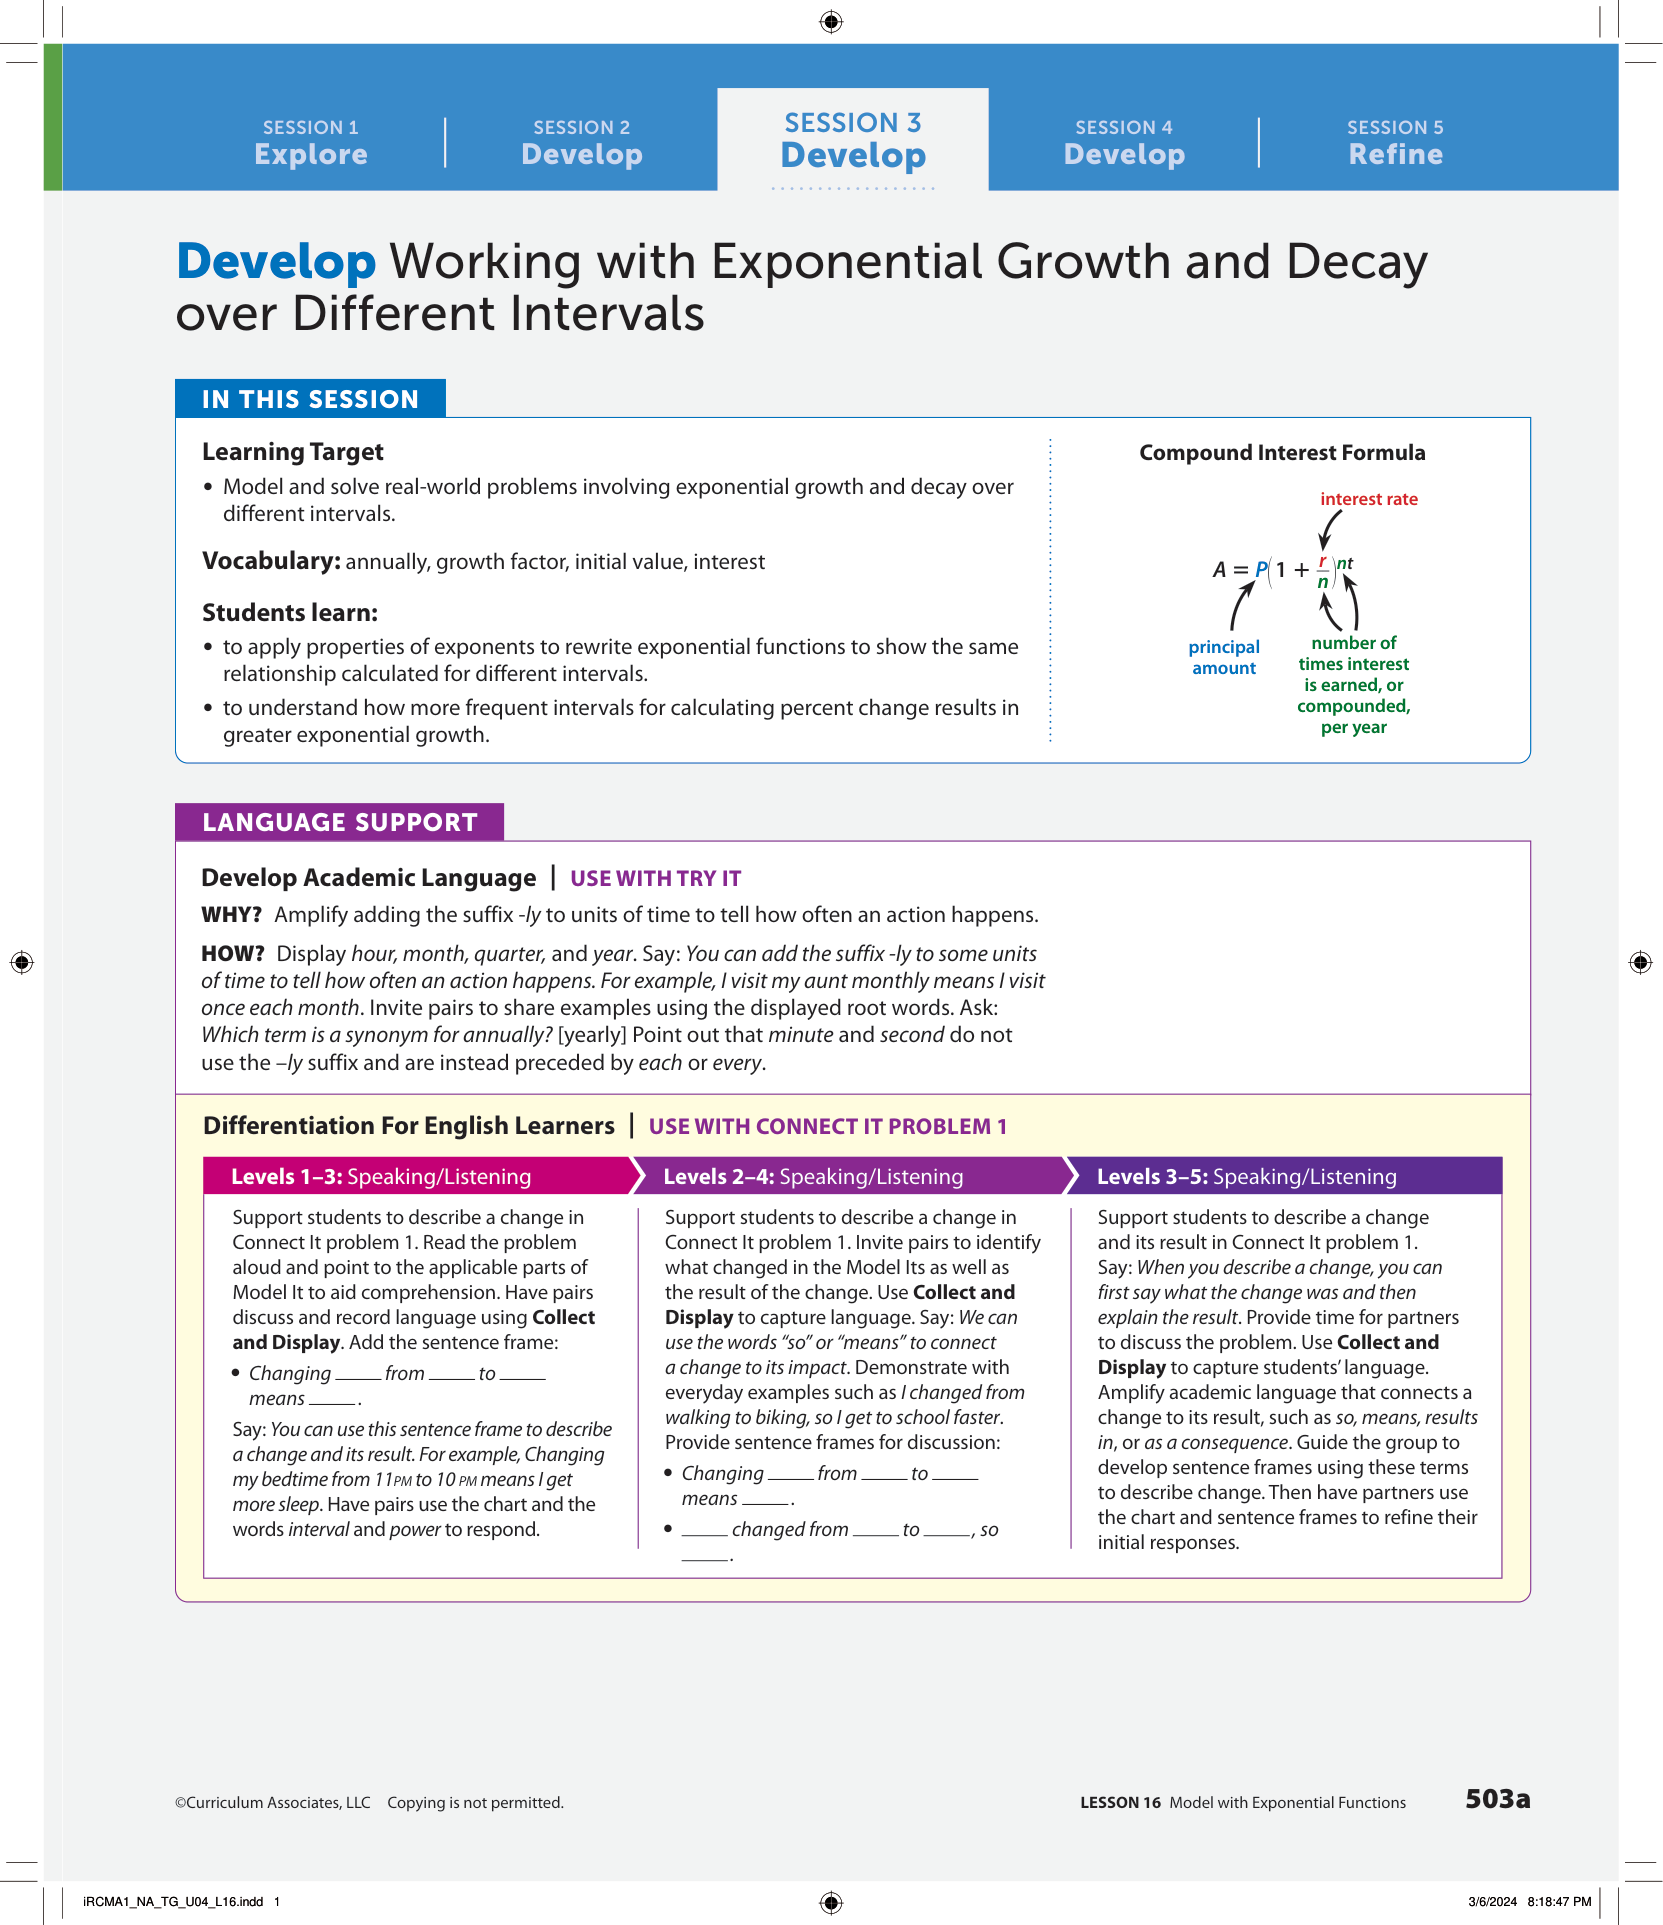 SESSION 1
Explore
SESSION 2
Develop
SESSION 3
Develop
SESSION 4
Develop
SESSION 5
Refine
Develop Working with Exponential Growth and Decay
over Different Intervals
IN THIS SESSION
Learning Target
• Model and solve real-world problems involving exponential growth and decay over
different intervals.
Vocabulary: annually, growth factor, initial value, interest
Students learn:
• to apply properties of exponents to rewrite exponential functions to show the same
relationship calculated for different intervals.
• to understand how more frequent intervals for calculating percent change results in
greater exponential growth.
Compound Interest Formula
interest rate
A = P(1 + r/n)^nt
principal
amount
number of
times interest
is earned, or
compounded,
per year
LANGUAGE SUPPORT
Develop Academic Language | USE WITH TRY IT
WHY? Amplify adding the suffix -ly to units of time to tell how often an action happens.
HOW? Display hour, month, quarter, and year. Say: You can add the suffix -ly to some units
of time to tell how often an action happens. For example, I visit my aunt monthly means I visit
once each month. Invite pairs to share examples using the displayed root words. Ask:
Which term is a synonym for annually? [yearly] Point out that minute and second do not
use the –ly suffix and are instead preceded by each or every.
Differentiation For English Learners | USE WITH CONNECT IT PROBLEM 1
Levels 1–3: Speaking/Listening
Support students to describe a change in
Connect It problem 1. Read the problem
aloud and point to the applicable parts of
Model It to aid comprehension. Have pairs
discuss and record language using Collect
and Display. Add the sentence frame:
• Changing _____ from _____ to _____
means _____ .
Say: You can use this sentence frame to describe
a change and its result. For example, Changing
my bedtime from 11PM to 10 PM means I get
more sleep. Have pairs use the chart and the
words interval and power to respond.
Levels 2–4: Speaking/Listening
Support students to describe a change in
Connect It problem 1. Invite pairs to identify
what changed in the Model Its as well as
the result of the change. Use Collect and
Display to capture language. Say: We can
use the words “so” or “means” to connect
a change to its impact. Demonstrate with
everyday examples such as I changed from
walking to biking, so I get to school faster.
Provide sentence frames for discussion:
• Changing _____ from _____ to _____
means _____ .
• _____ changed from _____ to _____ , so
_____ .
Levels 3–5: Speaking/Listening
Support students to describe a change
and its result in Connect It problem 1.
Say: When you describe a change, you can
first say what the change was and then
explain the result. Provide time for partners
to discuss the problem. Use Collect and
Display to capture students’ language.
Amplify academic language that connects a
change to its result, such as so, means, results
in, or as a consequence. Guide the group to
develop sentence frames using these terms
to describe change. Then have partners use
the chart and sentence frames to refine their
initial responses.
©Curriculum Associates, LLC Copying is not permitted.
LESSON 16 Model with Exponential Functions 503a
iRCMA1_NA_TG_U04_L16.indd 1
3/6/2024 8:18:47 PM